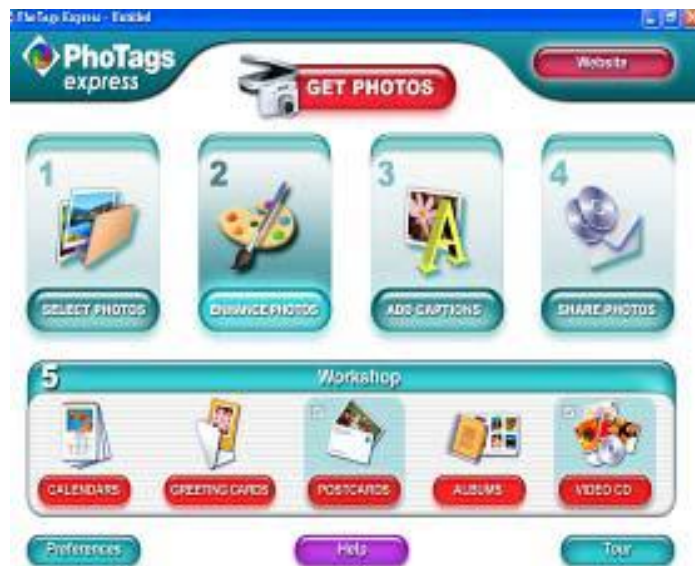 PhoTags Express - Untitled
PhoTags
express
GET PHOTOS
Website
1
2
3
4
SELECT PHOTOS
ENHANCE PHOTOS
ADD CAPTIONS
SHARE PHOTOS
5
Workshop
CALENDARS
GREETING CARDS
POSTCARDS
ALBUMS
VIDEO CD
Preferences
Help
Tour